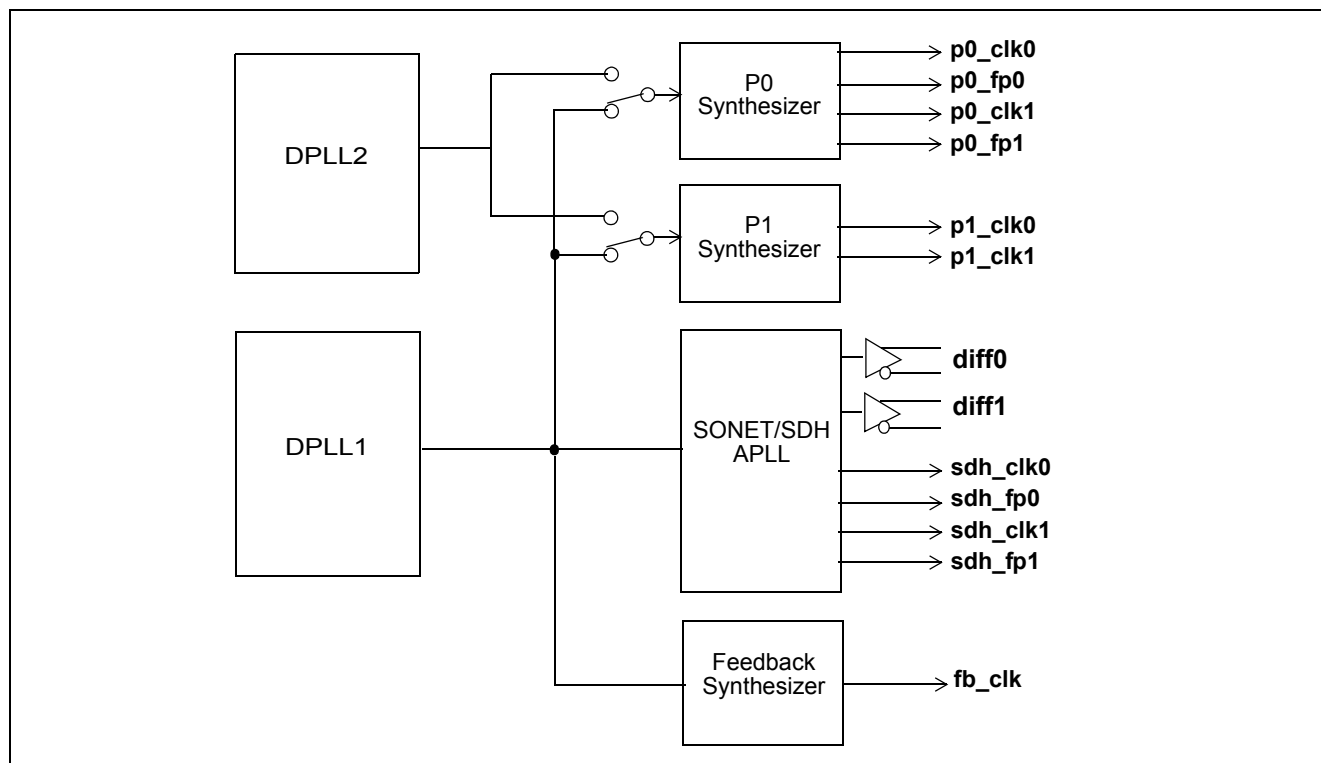 DPLL2
P0
Synthesizer
p0_clk0
p0_fp0
p0_clk1
p0_fp1
P1
Synthesizer
p1_clk0
p1_clk1
DPLL1
SONET/SDH
APLL
diff0
diff1
sdh_clk0
sdh_fp0
sdh_clk1
sdh_fp1
Feedback
Synthesizer
fb_clk